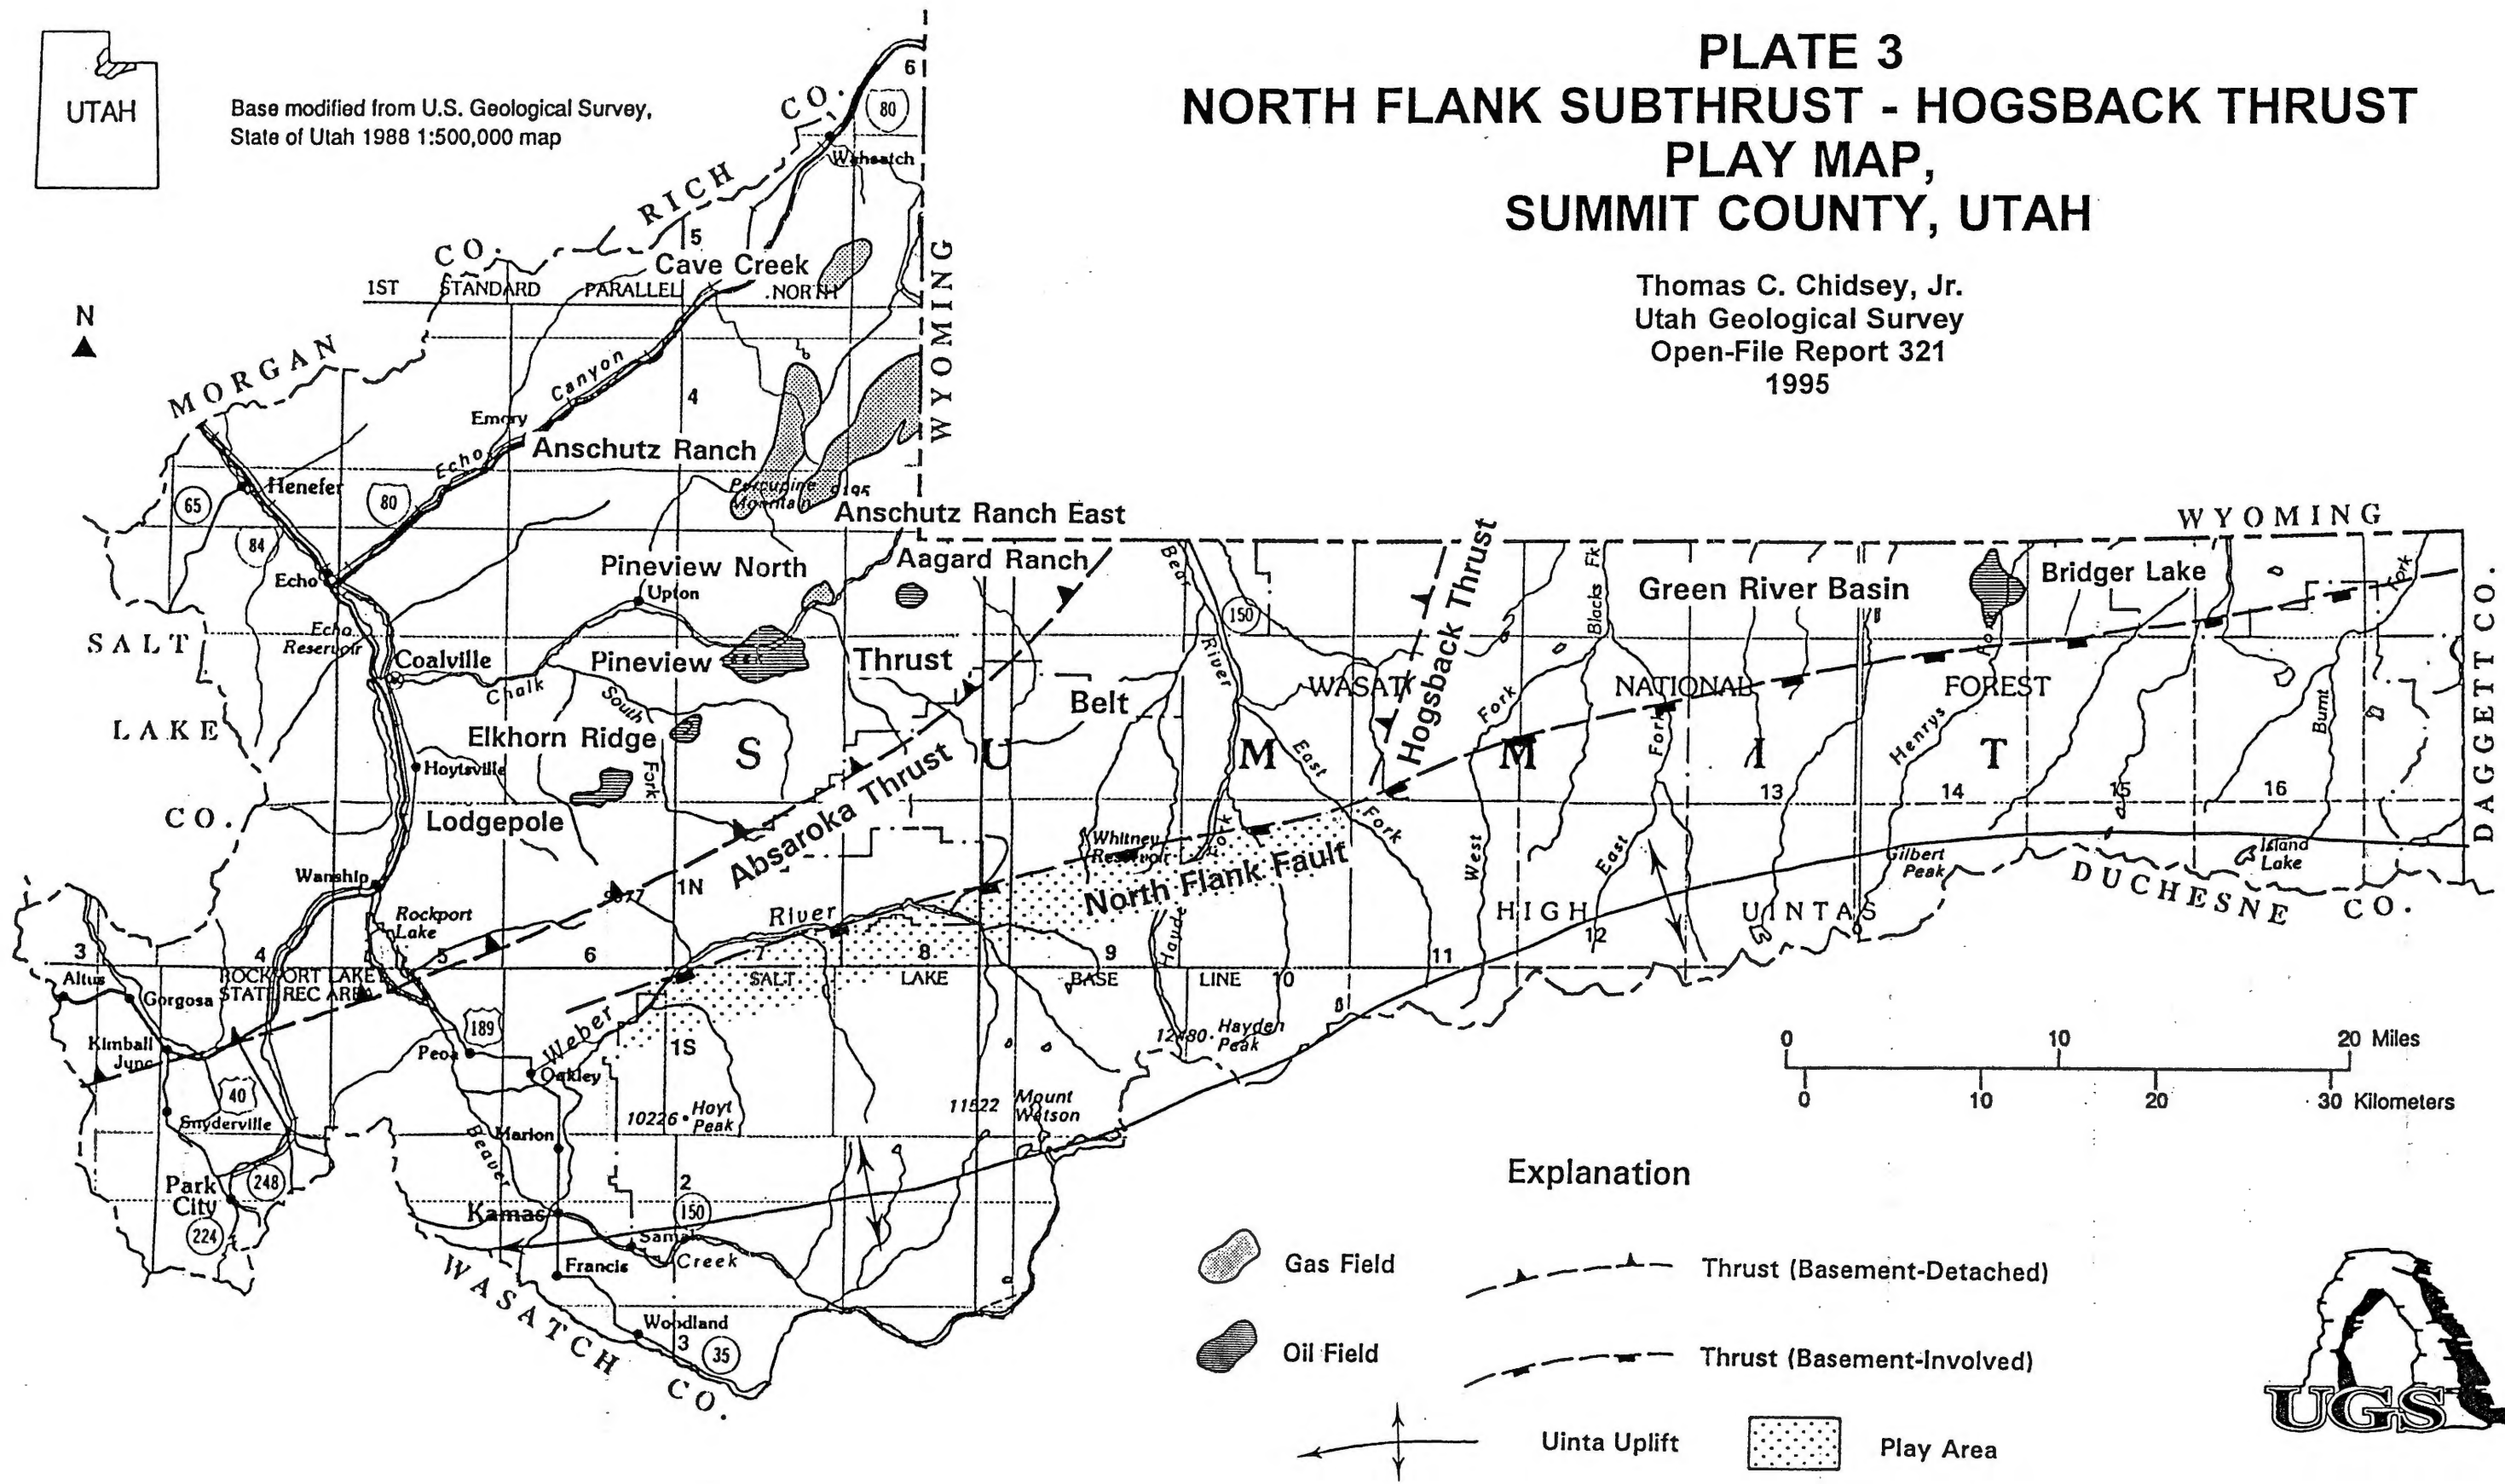 PLATE 3
NORTH FLANK SUBTHRUST - HOGSBACK THRUST
PLAY MAP,
SUMMIT COUNTY, UTAH
Thomas C. Chidsey, Jr.
Utah Geological Survey
Open-File Report 321
1995
UTAH
Base modified from U.S. Geological Survey,
State of Utah 1988 1:500,000 map
N
6
80
CO.
Wahsatch
RICH
5
CO.
Cave Creek
1ST STANDARD PARALLEL NORTH
WYOMING
MORGAN
Canyon
4
Emory
Echo
Anschutz Ranch
Henefer
65
80
Porcupine
Mountain
Anschutz Ranch East
WYOMING
84
Echo
Pineview North
Aagard Ranch
Upton
Bear
River
150
Hogsback Thrust
Blacks Fk
Green River Basin
Bridger Lake
Fork
SALT
LAKE
CO.
Echo
Reservoir
Coalville
Pineview
Thrust
Belt
Chalk
South
Fork
WASAT
NATIONAL
FOREST
Fork
Fork
Henrys
Burnt
DAGGETT CO.
Elkhorn Ridge
S U M M I T
East
Fork
Hoytsville
Lodgepole
Absaroka Thrust
13
14
15
16
Whitney
Reservoir
Fork
West
East
Gilbert
Peak
Island
Lake
Wanship
1N
North Flank Fault
DUCHESNE CO.
Rockport
Lake
River
HIGH UINTAS
12
3
4
5
6
7
8
9
10
11
Altus
Gorgosa
ROCKPORT LAKE
STATE REC AREA
SALT LAKE BASE LINE
Kimball
Junc
189
Weber
Peoa
Oakley
1S
12480
Hayden
Peak
40
10226
Hoyt
Peak
11522
Mount
Watson
Snyderville
Marion
Beaver
Park
City
248
224
2
150
Kamas
Samak
Creek
Francis
Woodland
3
35
WASATCH
CO.
0 10 20 Miles
0 10 20 30 Kilometers
Explanation
Gas Field
Thrust (Basement-Detached)
Oil Field
Thrust (Basement-Involved)
Uinta Uplift
Play Area
UGS